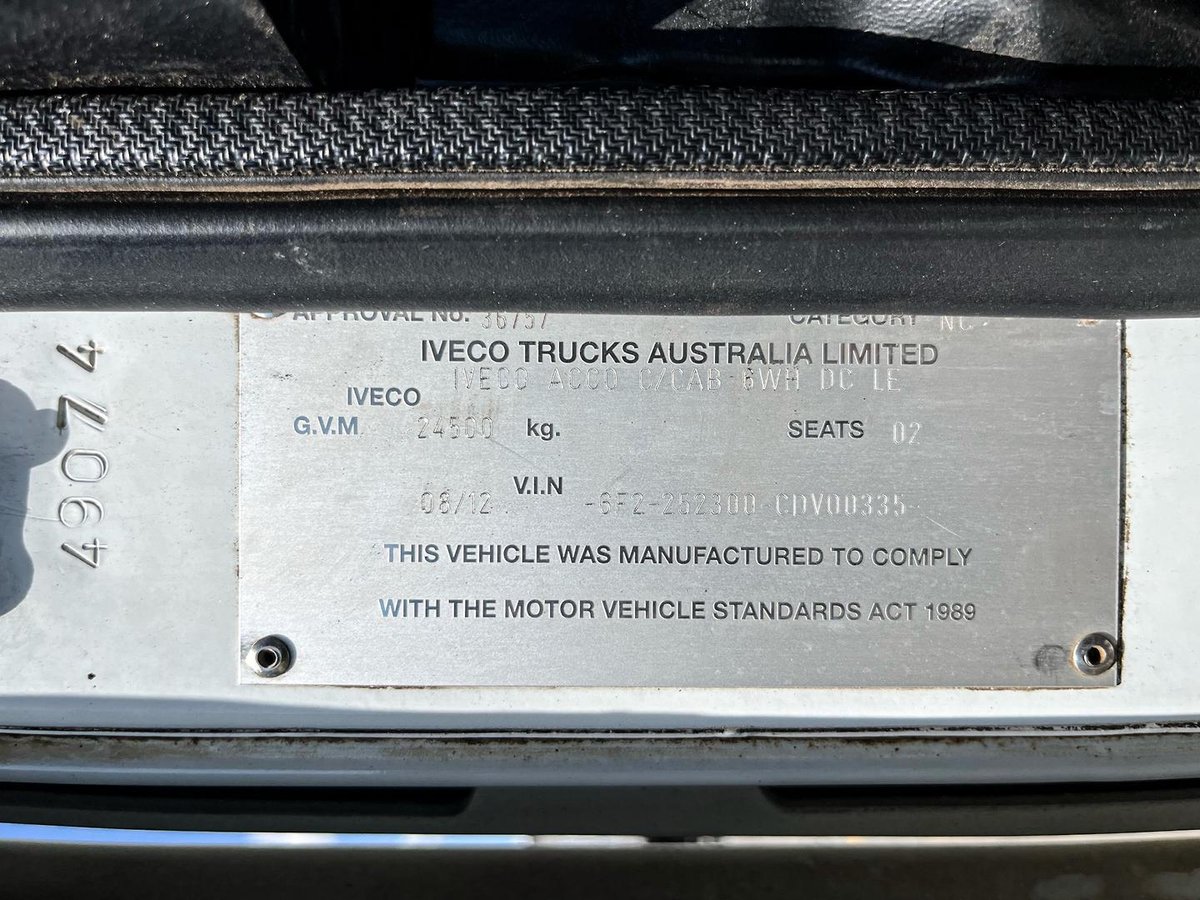 APPROVAL No. 36757 CATEGORY NC
IVECO TRUCKS AUSTRALIA LIMITED
IVECO ACCO C/CAB 6WH DC LE
IVECO
G.V.M 24500 kg. SEATS 02
V.I.N
08/12 -6F2-252300-CDV00335
THIS VEHICLE WAS MANUFACTURED TO COMPLY
WITH THE MOTOR VEHICLE STANDARDS ACT 1989
49074